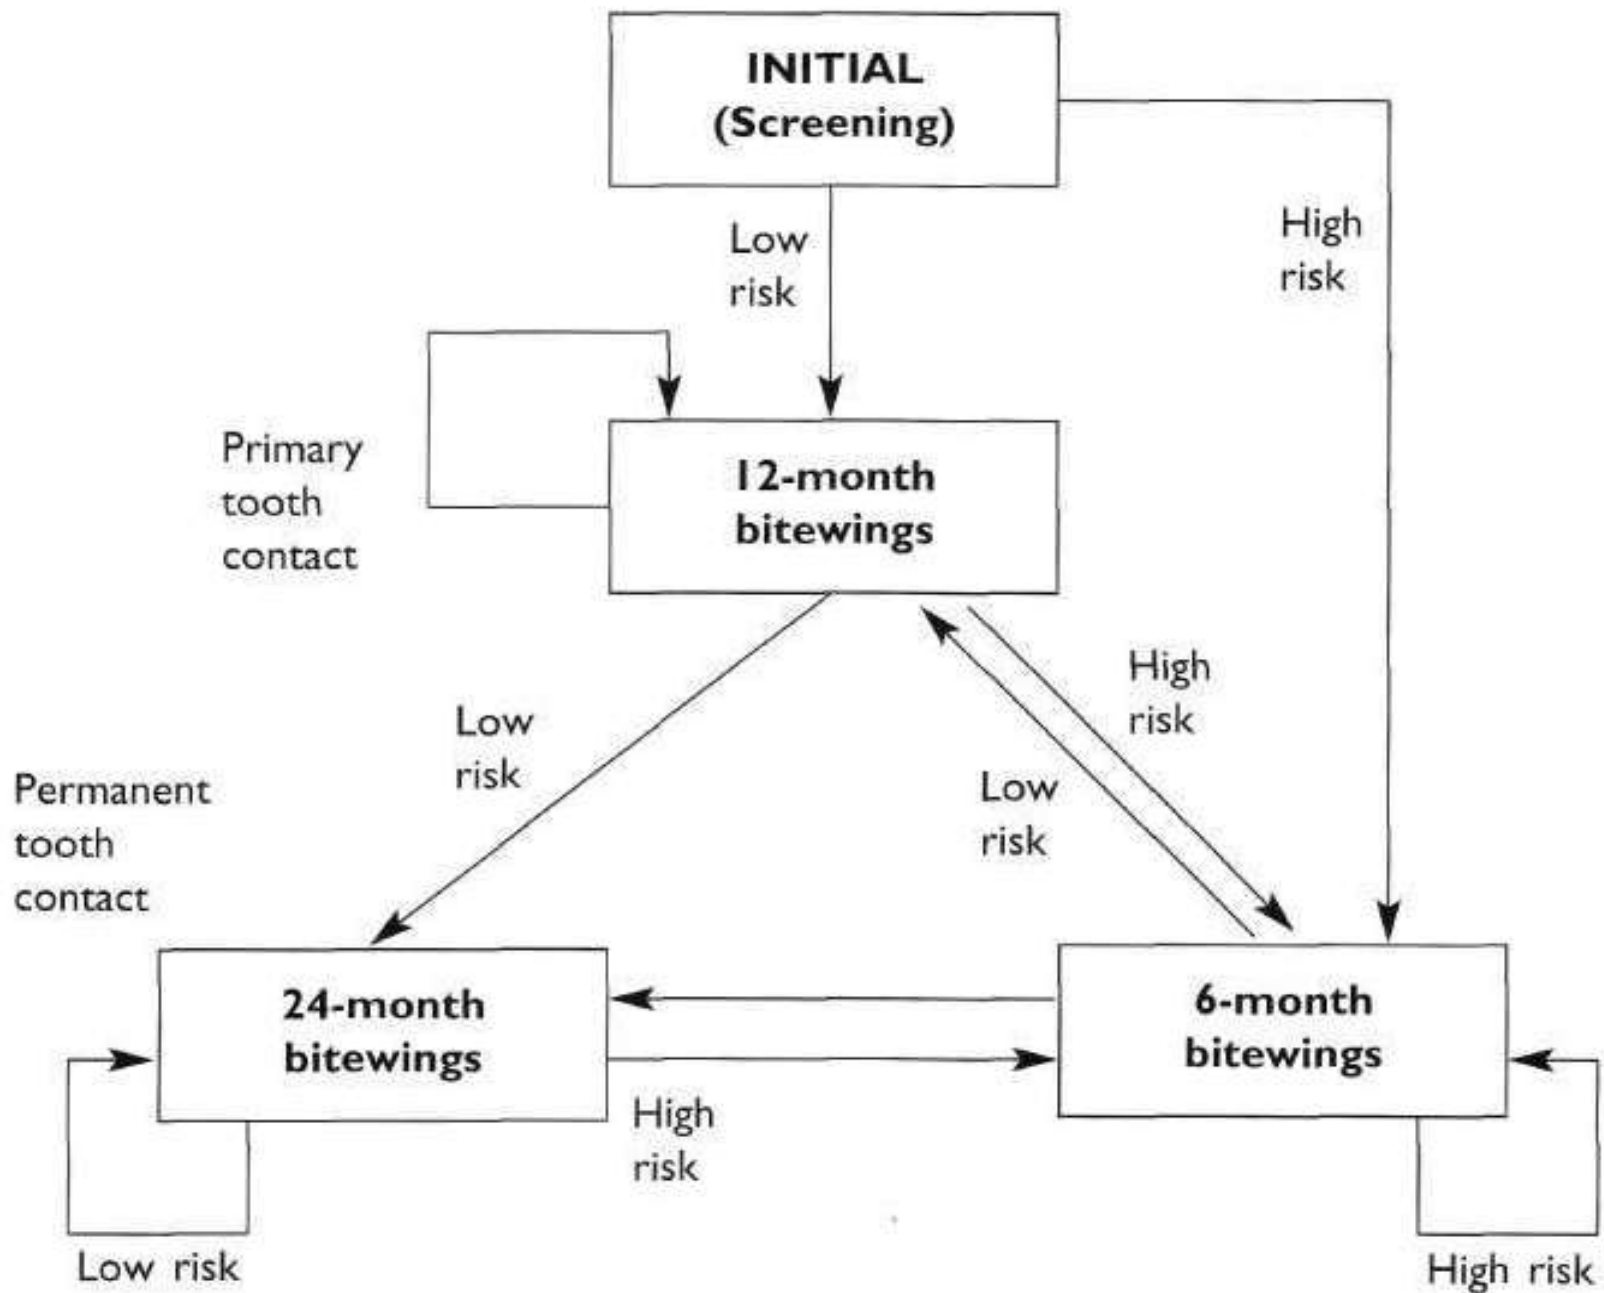 INITIAL
(Screening)
Low
risk
High
risk
Primary
tooth
contact
12-month
bitewings
High
risk
Low
risk
Low
risk
Permanent
tooth
contact
24-month
bitewings
6-month
bitewings
High
risk
Low risk
High risk